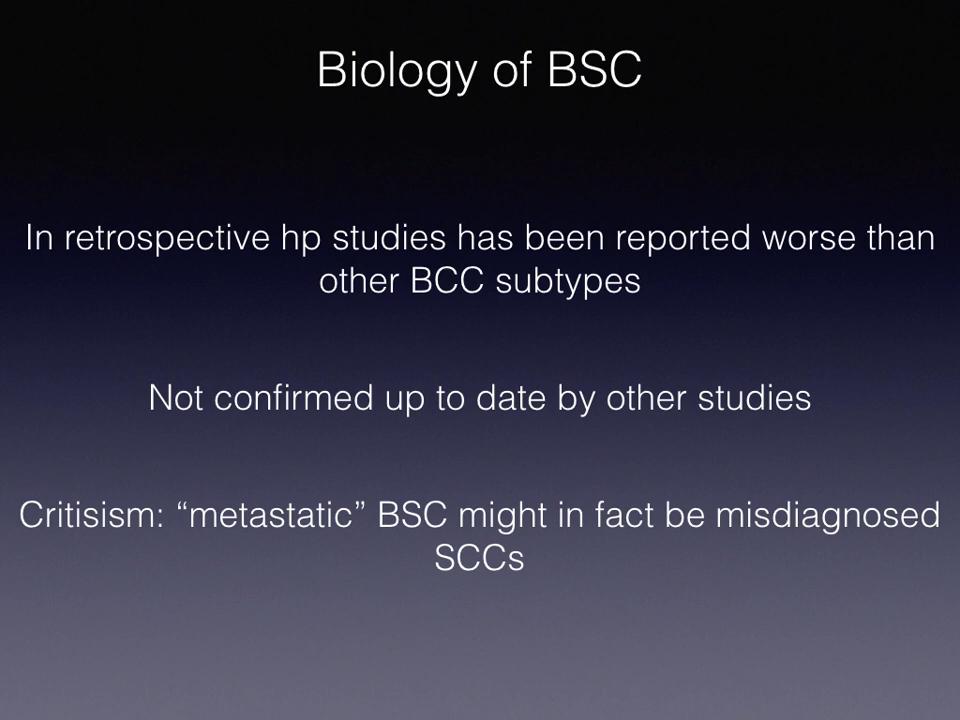 Biology of BSC
In retrospective hp studies has been reported worse than
other BCC subtypes
Not confirmed up to date by other studies
Critisism: “metastatic” BSC might in fact be misdiagnosed
SCCs